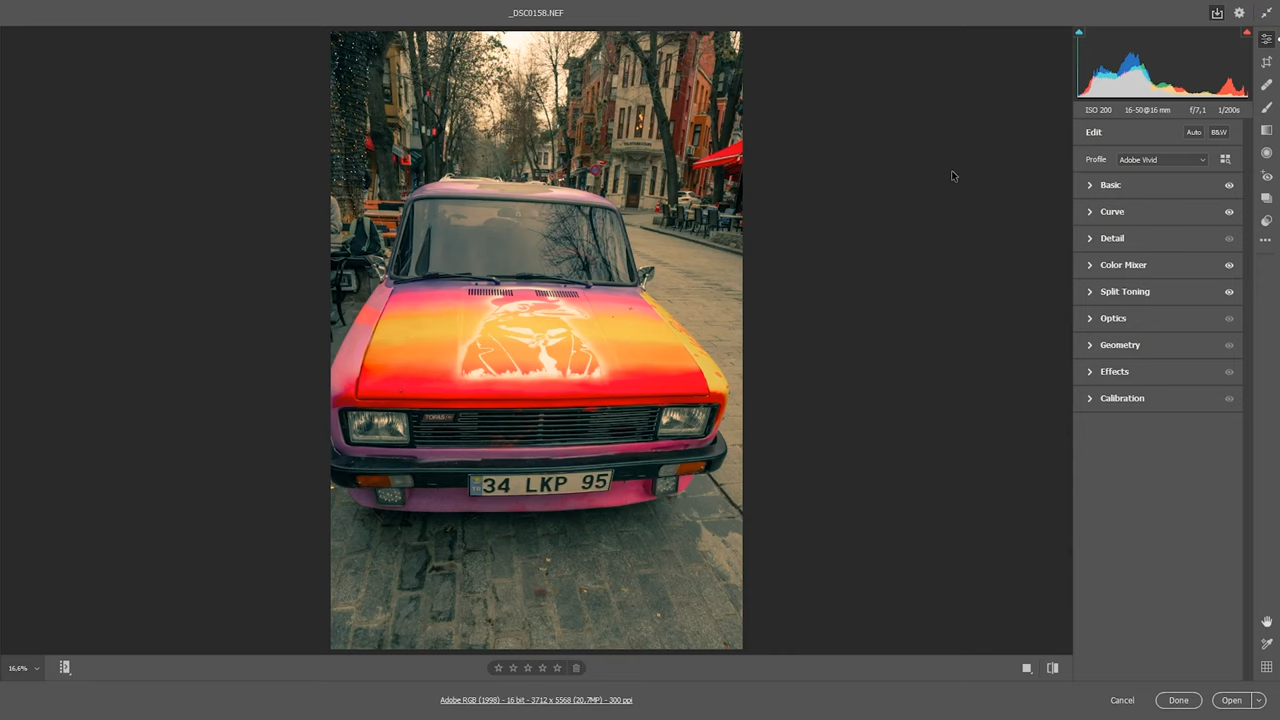 _DSC0158.NEF
ISO 200 16-50@16 mm f/7,1 1/200s
Edit Auto B&W
Profile Adobe Vivid
Basic
Curve
Detail
Color Mixer
Split Toning
Optics
Geometry
Effects
Calibration
34 LKP 95
16,6%
Adobe RGB (1998) - 16 bit - 3712 x 5568 (20,7MP) - 300 ppi
Cancel Done Open